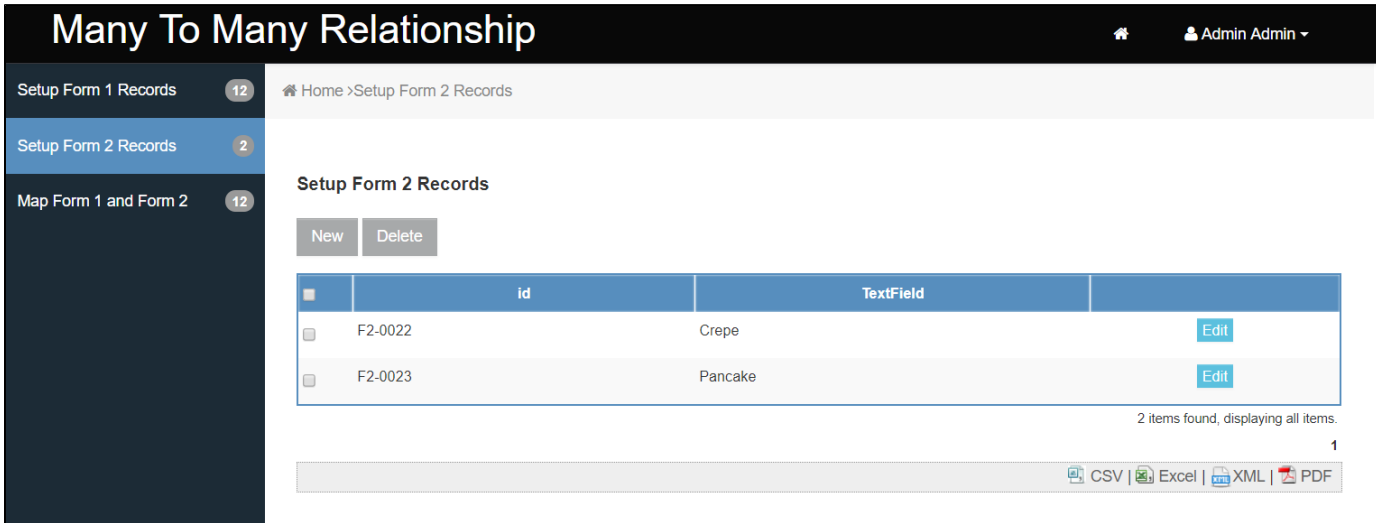 Many To Many Relationship
Admin Admin
Setup Form 1 Records 12
Setup Form 2 Records 2
Map Form 1 and Form 2 12
Home >Setup Form 2 Records
Setup Form 2 Records
New Delete
id TextField
F2-0022 Crepe Edit
F2-0023 Pancake Edit
2 items found, displaying all items.
1
CSV | Excel | XML | PDF